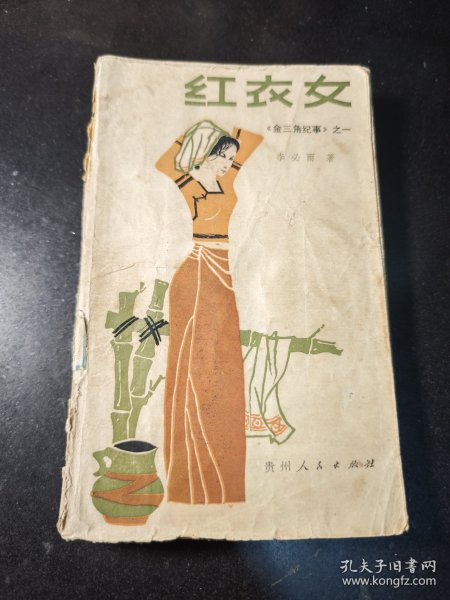 红衣女
《金三角纪事》之一
李必雨 著
贵州人民出版社
孔夫子旧书网
www.kongfz.com